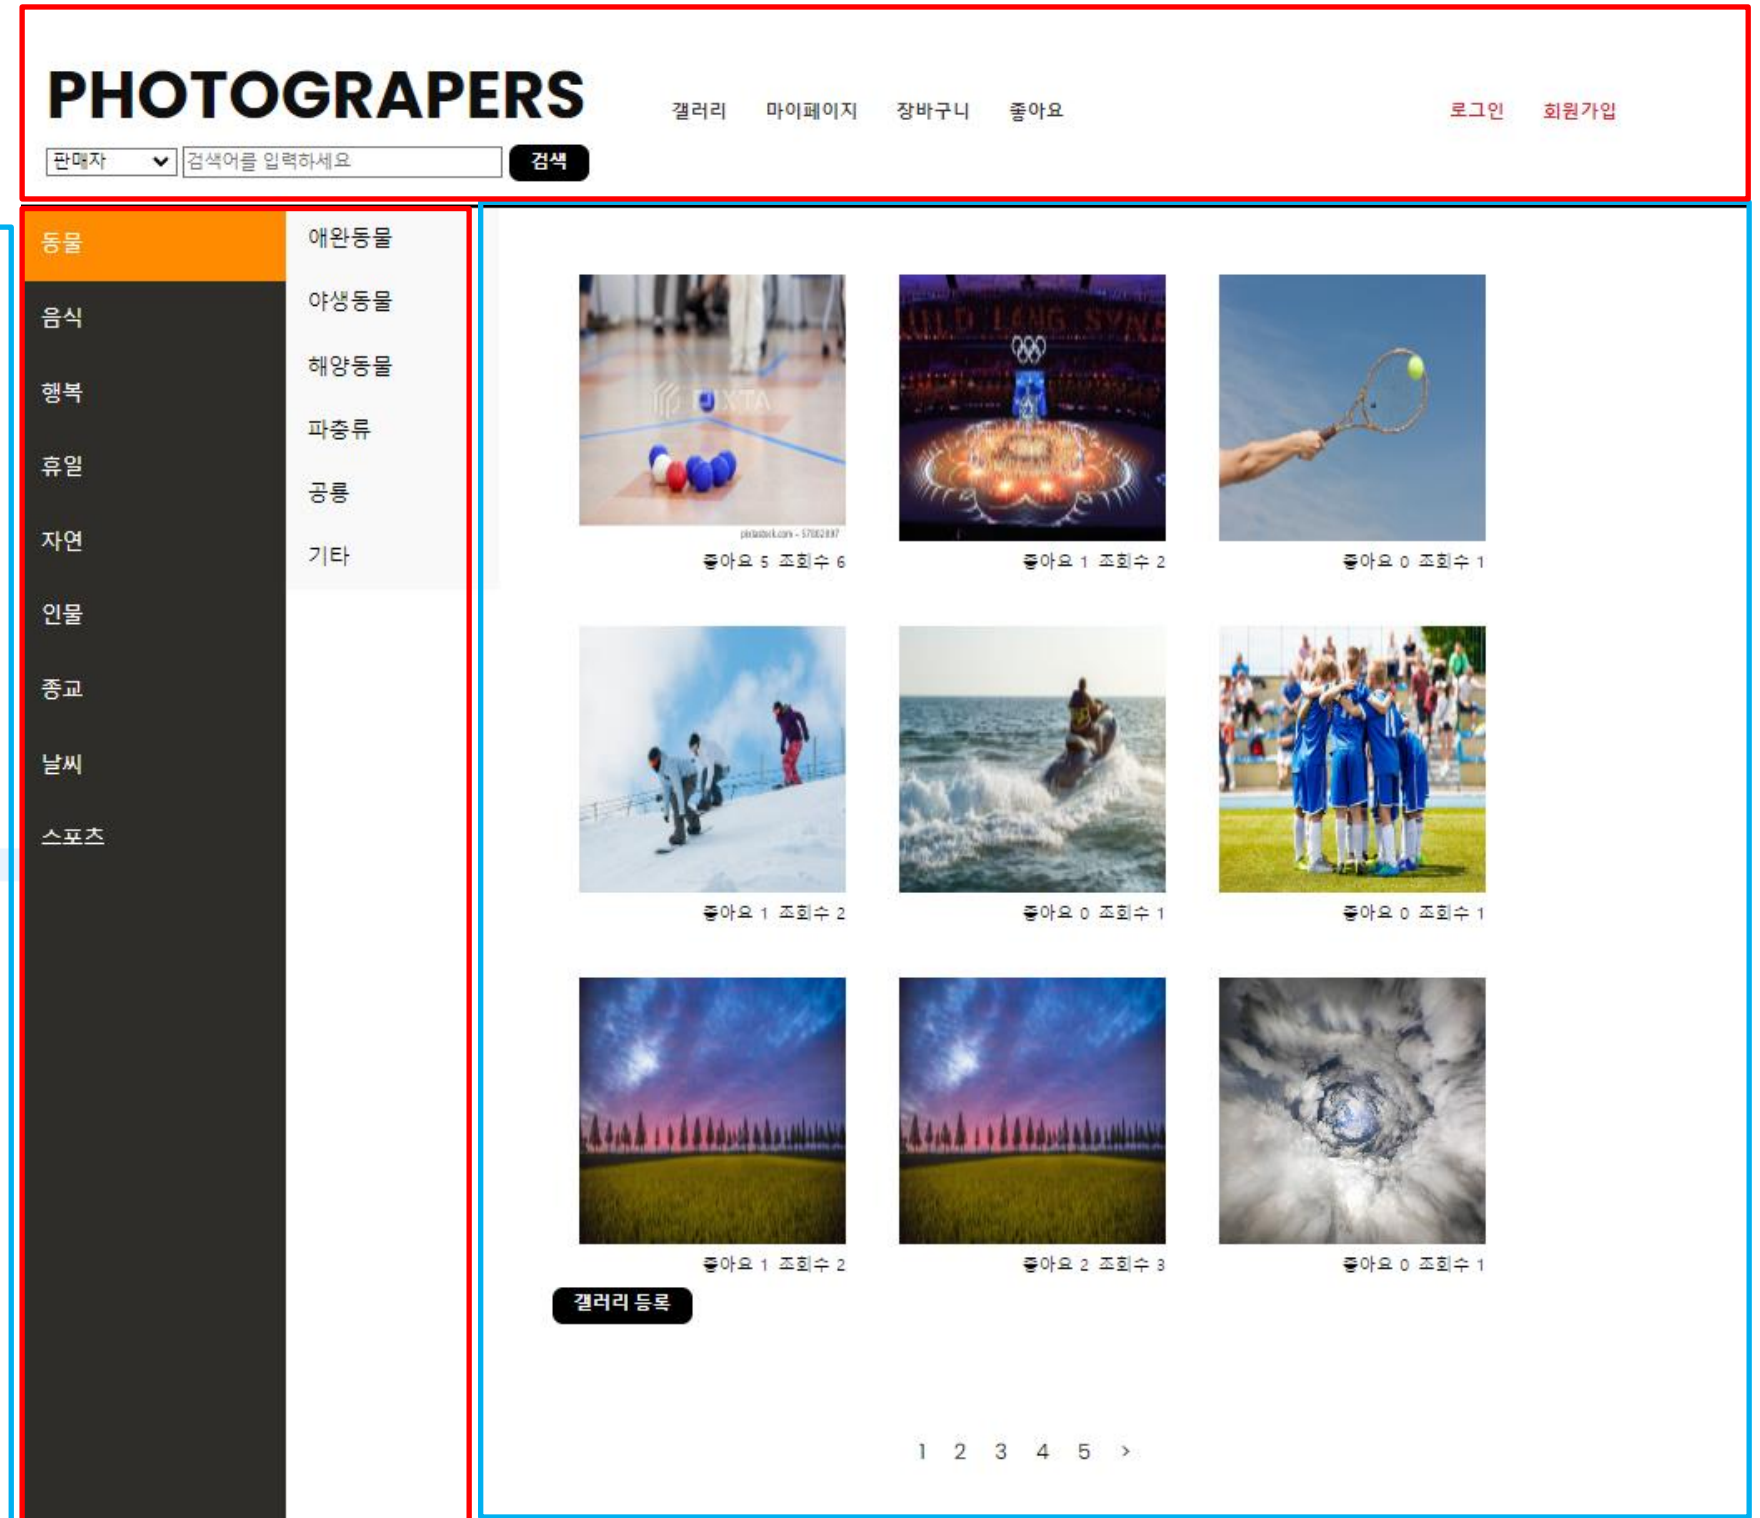 PHOTOGRAPERS
갤러리 마이페이지 장바구니 좋아요
로그인 회원가입
판매자 검색어를 입력하세요 검색
동물
음식
행복
휴일
자연
인물
종교
날씨
스포츠
애완동물
야생동물
해양동물
파충류
공룡
기타
PIXTA
pixtastock.com - 57802897
좋아요 5 조회수 6
ULD LANG SYNE
좋아요 1 조회수 2
좋아요 0 조회수 1
좋아요 1 조회수 2
좋아요 0 조회수 1
11
좋아요 0 조회수 1
좋아요 1 조회수 2
좋아요 2 조회수 3
좋아요 0 조회수 1
갤러리 등록
1 2 3 4 5 >